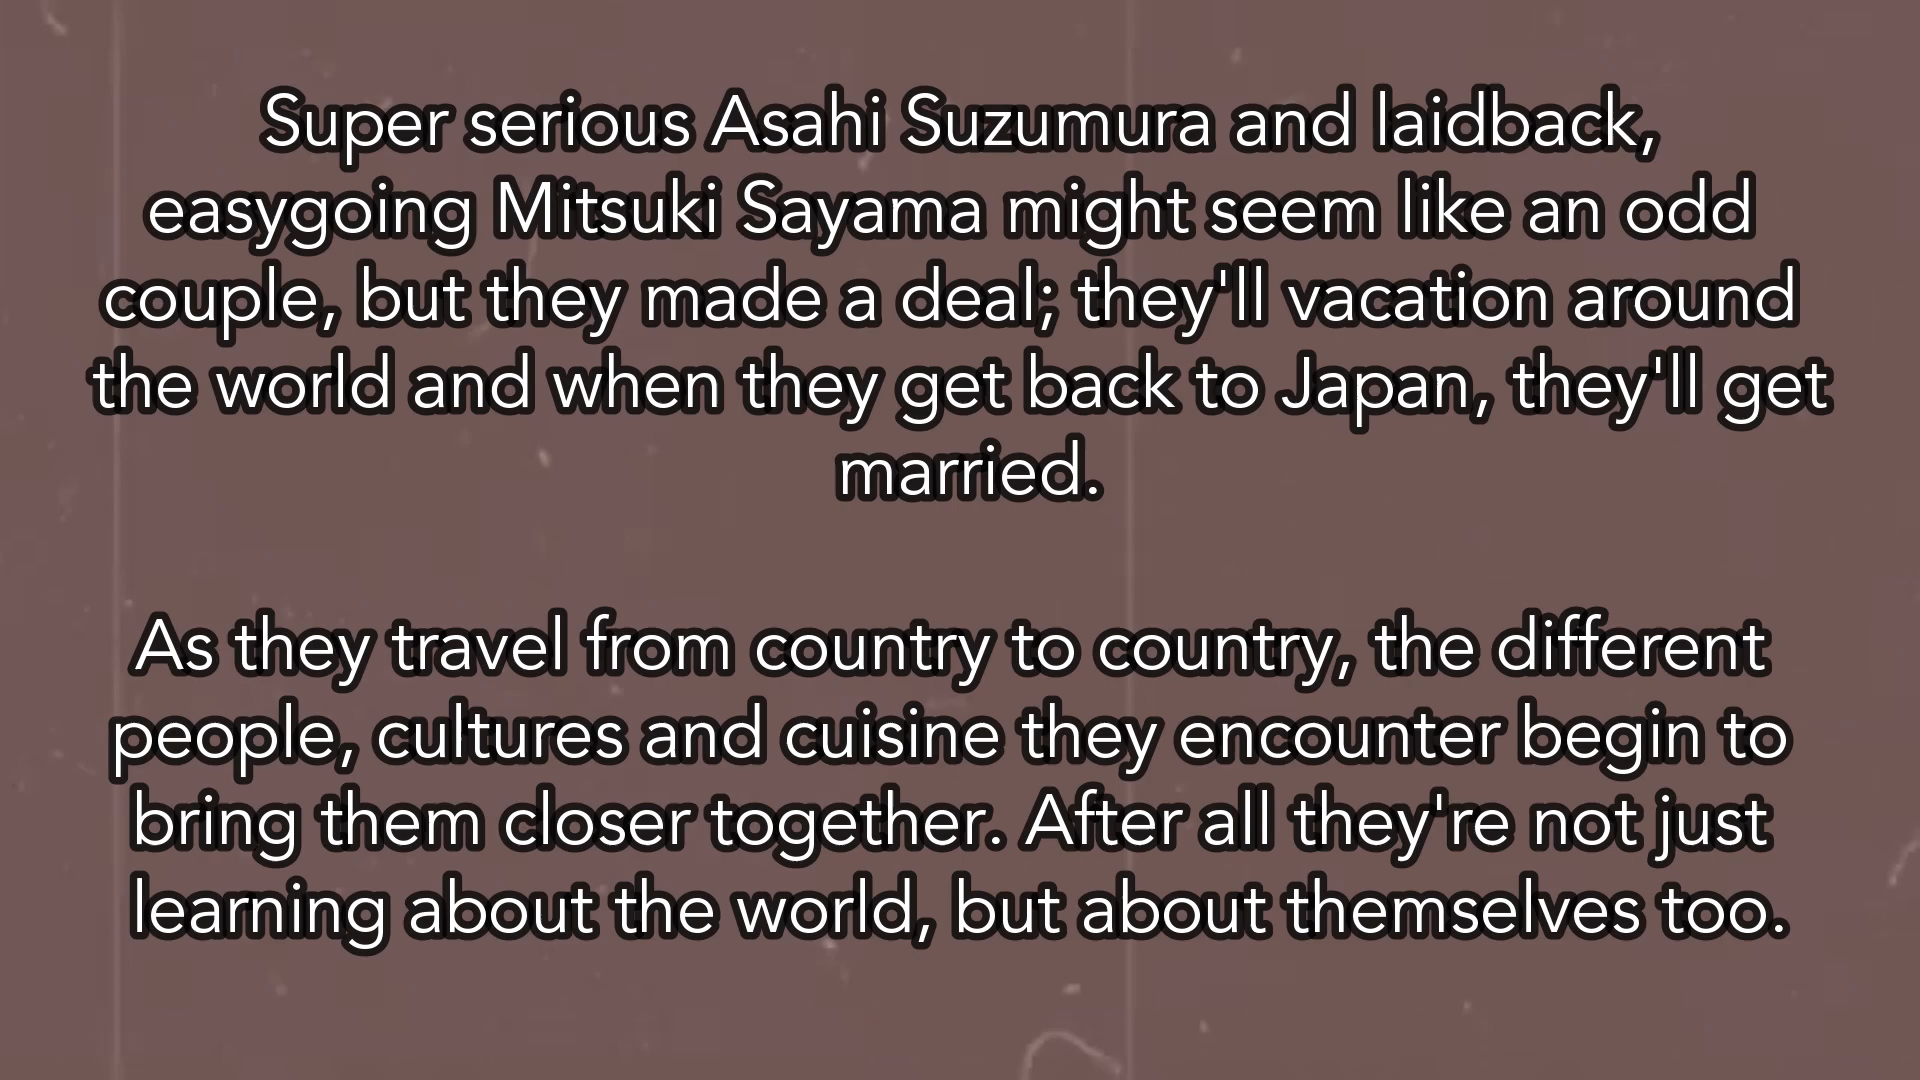 Super serious Asahi Suzumura and laidback,
easygoing Mitsuki Sayama might seem like an odd
couple, but they made a deal; they'll vacation around
the world and when they get back to Japan, they'll get
married.
As they travel from country to country, the different
people, cultures and cuisine they encounter begin to
bring them closer together. After all they're not just
learning about the world, but about themselves too.